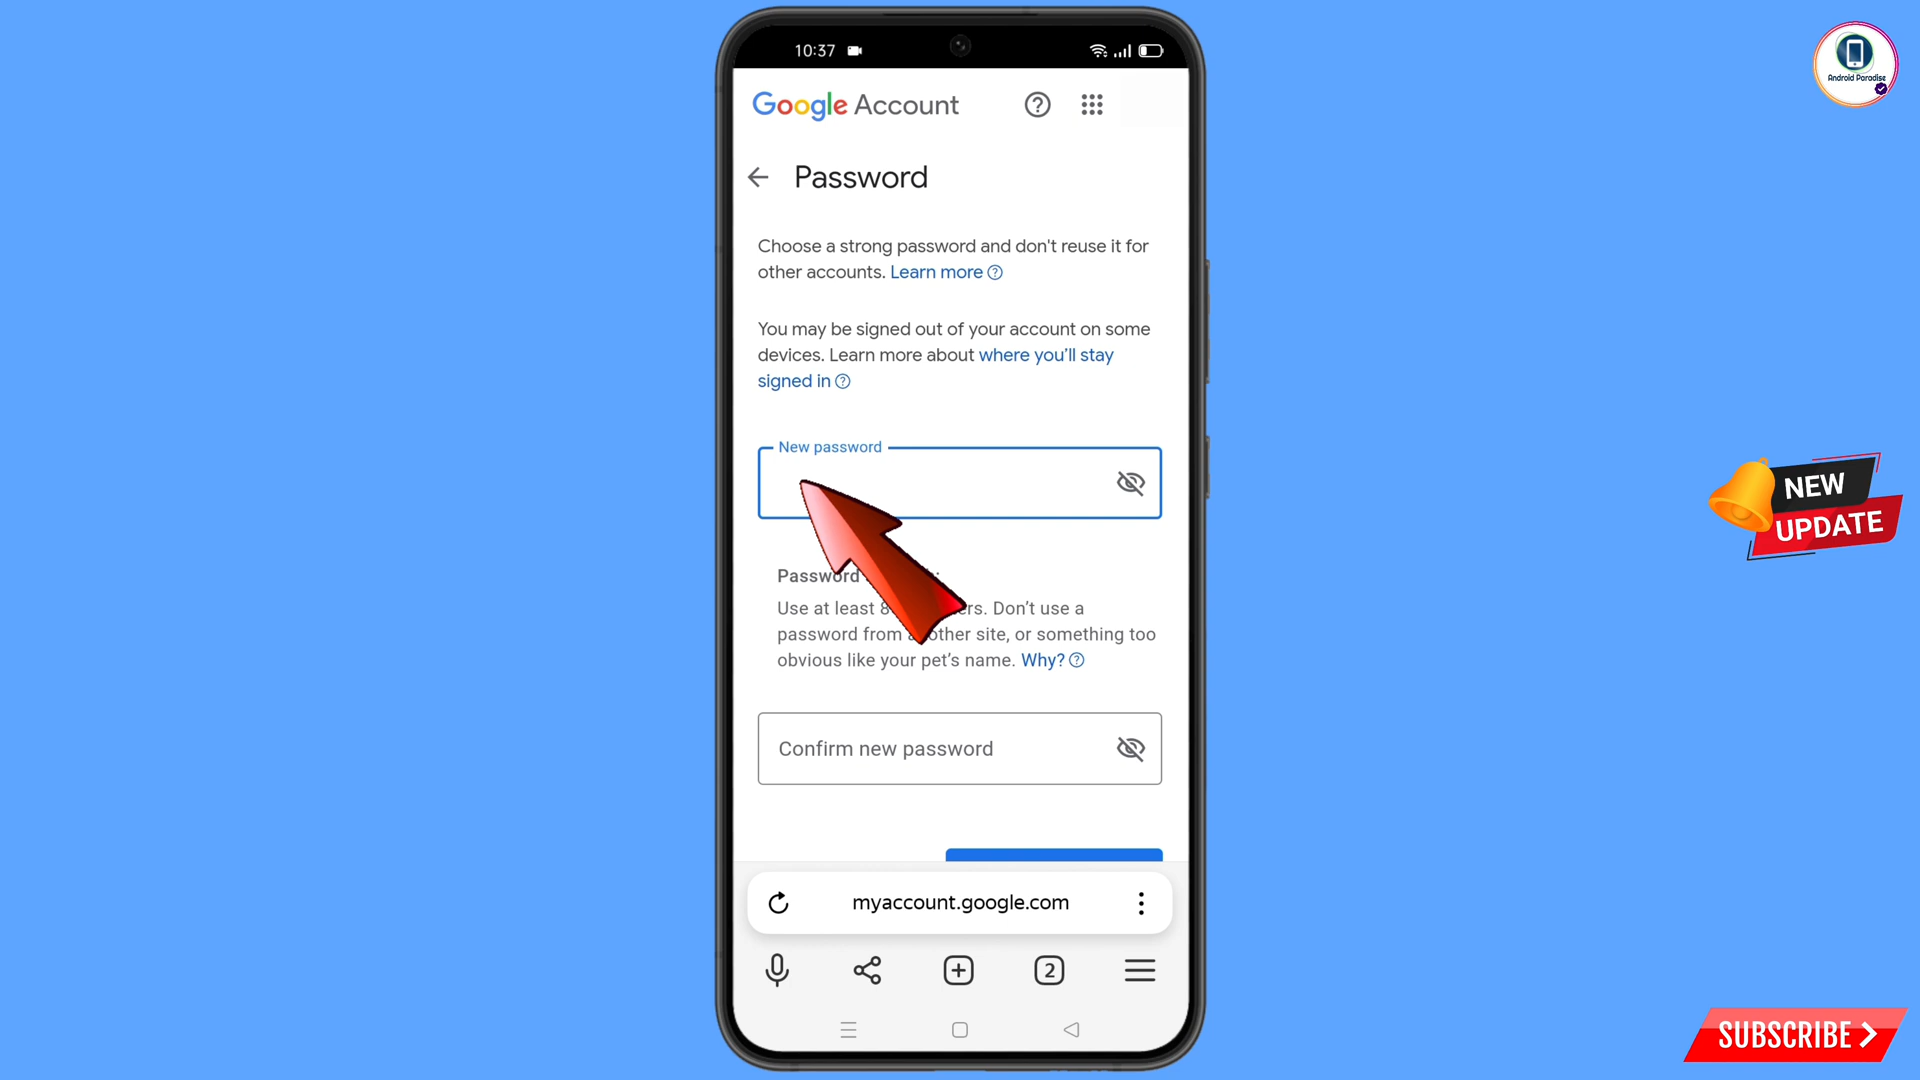 10:37
Android Paradise
Google Account
Password
Choose a strong password and don't reuse it for
other accounts. Learn more
You may be signed out of your account on some
devices. Learn more about where you'll stay
signed in
New password
NEW
UPDATE
Password
Use at least 8 . Don't use a
password from another site, or something too
obvious like your pet's name. Why?
Confirm new password
myaccount.google.com
2
SUBSCRIBE